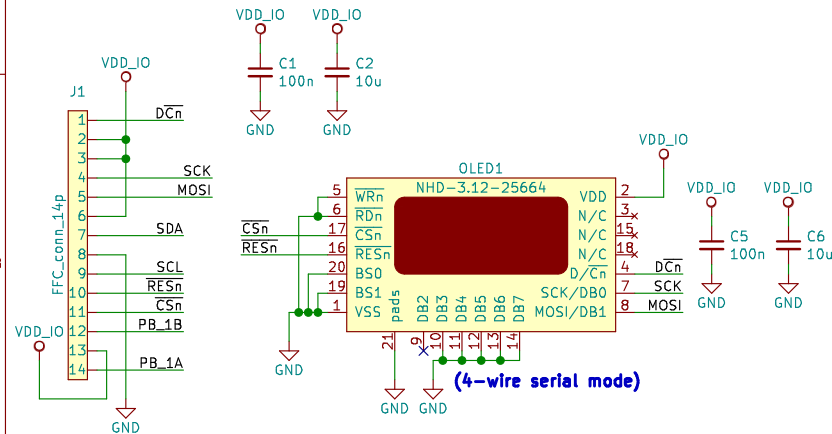 VDD_IO
VDD_IO
C1
100n
C2
10u
GND
GND
VDD_IO
J1
FFC_conn_14p
1
DCn
2
3
4
SCK
5
MOSI
6
7
SDA
8
9
SCL
10
RESn
11
CSn
12
PB_1B
13
14
PB_1A
VDD_IO
GND
OLED1
NHD-3.12-25664
5
WRn
6
RDn
CSn
17
CSn
RESn
16
RESn
20
BS0
19
BS1
1
VSS
GND
VDD
2
VDD_IO
N/C
3
N/C
15
N/C
18
D/Cn
4
DCn
SCK/DB0
7
SCK
MOSI/DB1
8
MOSI
pads
DB2
DB3
DB4
DB5
DB6
DB7
21
9
10
11
12
13
14
(4-wire serial mode)
GND
GND
VDD_IO
VDD_IO
C5
100n
C6
10u
GND
GND